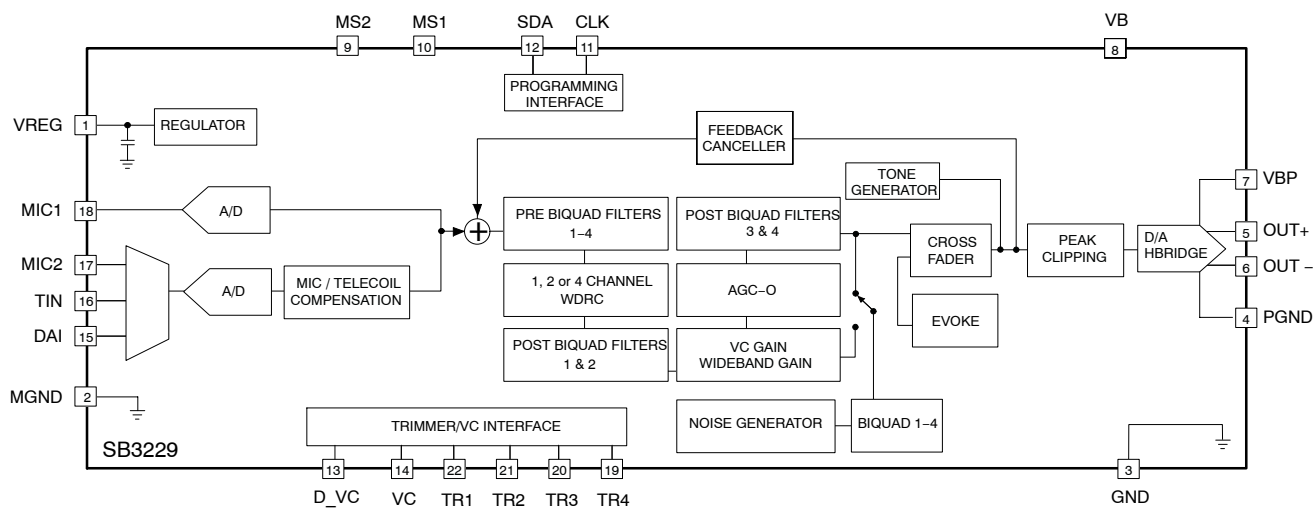 MS2 MS1 SDA CLK VB
9 10 12 11 8
PROGRAMMING
INTERFACE
VREG 1 REGULATOR
FEEDBACK
CANCELLER
TONE
GENERATOR
7 VBP
MIC1 18 A/D
PRE BIQUAD FILTERS
1–4
POST BIQUAD FILTERS
3 & 4
CROSS
FADER
PEAK
CLIPPING
D/A
HBRIDGE
5 OUT+
6 OUT –
MIC2 17
TIN 16
DAI 15
A/D
MIC / TELECOIL
COMPENSATION
1, 2 or 4 CHANNEL
WDRC
AGC–O
EVOKE
4 PGND
POST BIQUAD FILTERS
1 & 2
VC GAIN
WIDEBAND GAIN
MGND 2
NOISE GENERATOR
BIQUAD 1–4
TRIMMER/VC INTERFACE
SB3229
13 14 22 21 20 19 3
D_VC VC TR1 TR2 TR3 TR4 GND